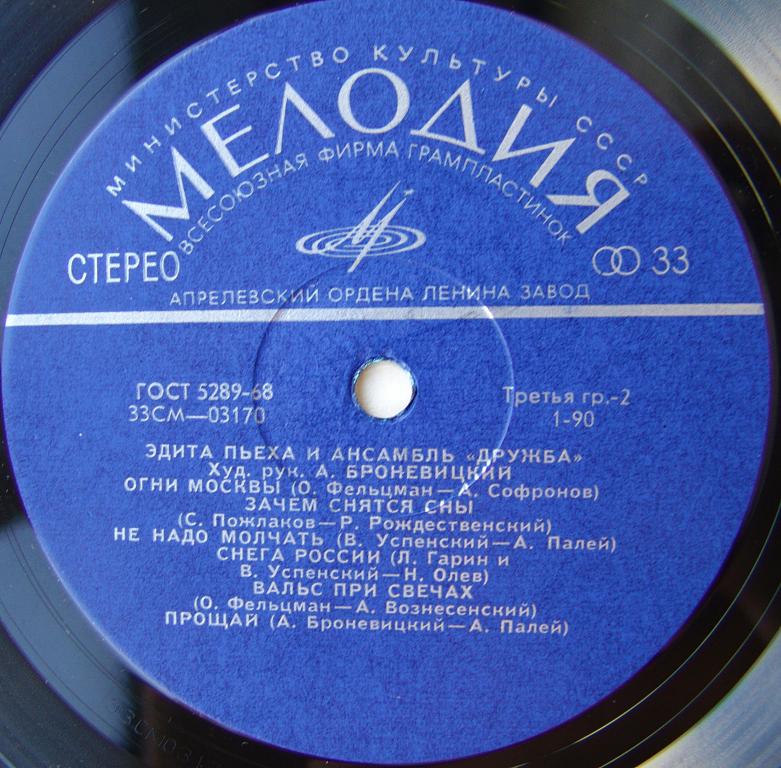 МИНИСТЕРСТВО КУЛЬТУРЫ СССР
МЕЛОДИЯ
ВСЕСОЮЗНАЯ ФИРМА ГРАМПЛАСТИНОК
СТЕРЕО
33
АПРЕЛЕВСКИЙ ОРДЕНА ЛЕНИНА ЗАВОД
ГОСТ 5289-68
Третья гр.-2
33СМ—03170
1-90
ЭДИТА ПЬЕХА И АНСАМБЛЬ «ДРУЖБА»
Худ. рук. А. БРОНЕВИЦКИЙ
ОГНИ МОСКВЫ (О. Фельцман—А. Софронов)
ЗАЧЕМ СНЯТСЯ СНЫ
(С. Пожлаков—Р. Рождественский)
НЕ НАДО МОЛЧАТЬ (В. Успенский—А. Палей)
СНЕГА РОССИИ (Л. Гарин и
В. Успенский—Н. Олев)
ВАЛЬС ПРИ СВЕЧАХ
(О. Фельцман—А. Вознесенский)
ПРОЩАЙ (А. Броневицкий—А. Палей)